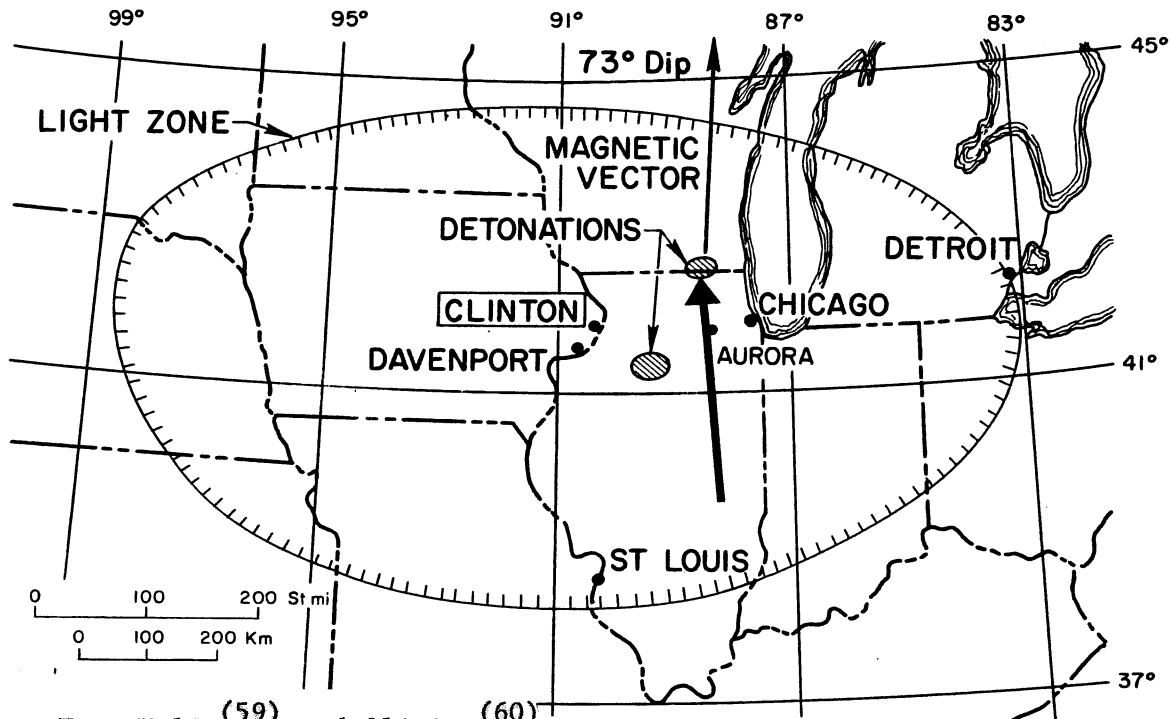 99° 95° 91° 87° 83°
45°
73° Dip
LIGHT ZONE
MAGNETIC
VECTOR
DETONATIONS
DETROIT
CLINTON
CHICAGO
DAVENPORT
AURORA
41°
ST LOUIS
0 100 200 St mi
0 100 200 Km
37°
(59) (60)